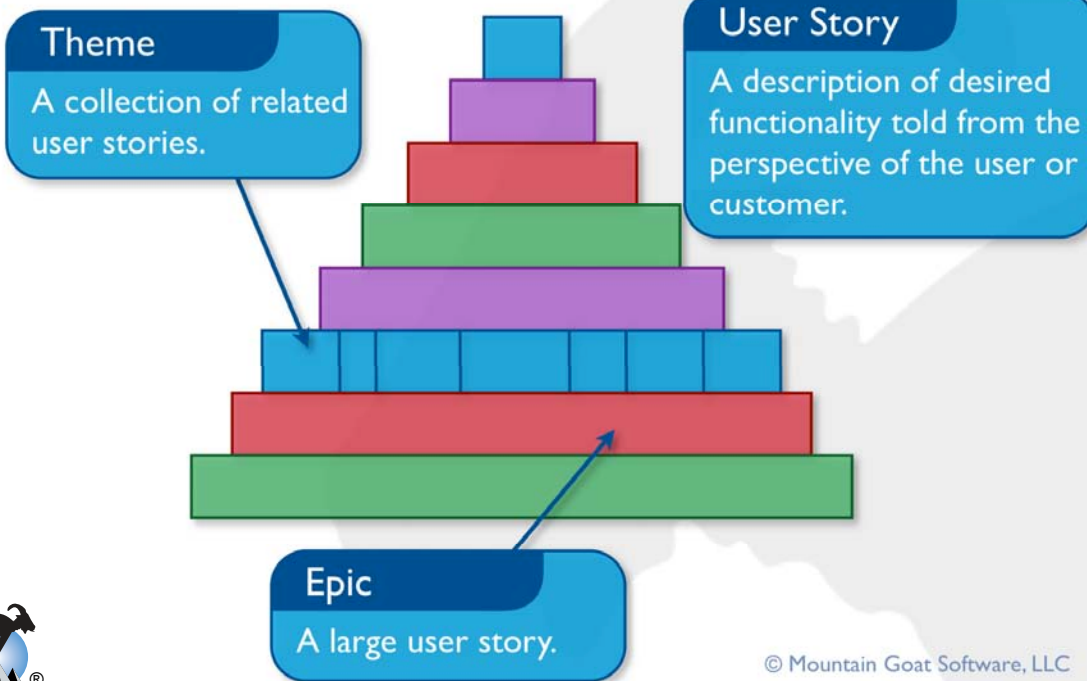 Theme
A collection of related
user stories.
User Story
A description of desired
functionality told from the
perspective of the user or
customer.
Epic
A large user story.
®
© Mountain Goat Software, LLC